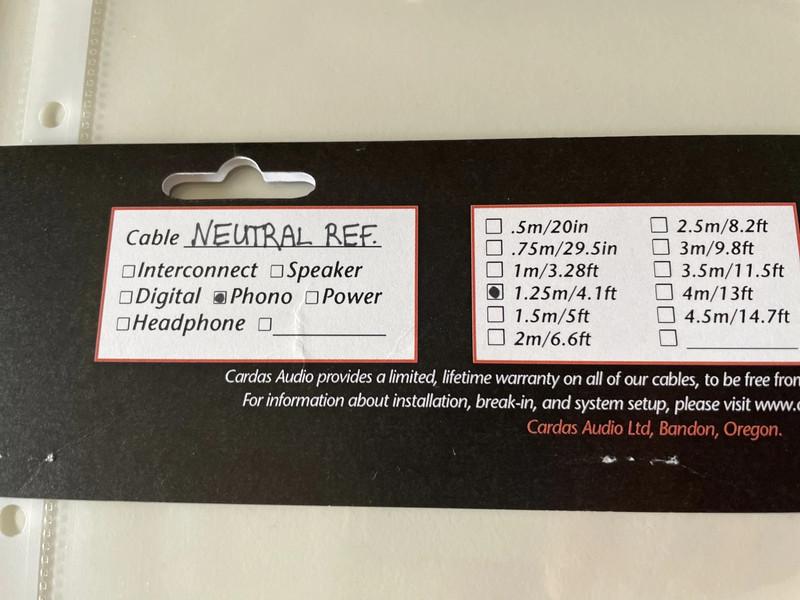 Cable NEUTRAL REF.
☐Interconnect ☐Speaker
☐Digital ☒Phono ☐Power
☐Headphone ☐
☐ .5m/20in
☐ .75m/29.5in
☐ 1m/3.28ft
☒ 1.25m/4.1ft
☐ 1.5m/5ft
☐ 2m/6.6ft
☐ 2.5m/8.2ft
☐ 3m/9.8ft
☐ 3.5m/11.5ft
☐ 4m/13ft
☐ 4.5m/14.7ft
☐
Cardas Audio provides a limited, lifetime warranty on all of our cables, to be free from
For information about installation, break-in, and system setup, please visit www.
Cardas Audio Ltd, Bandon, Oregon.